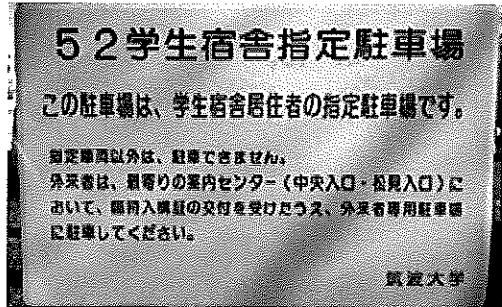 ５２学生宿舎指定駐車場
この駐車場は、学生宿舎居住者の指定駐車場です。
指定車両以外は、駐車できません。
外来者は、最寄りの案内センター（中央入口・松見入口）に
おいて、臨時入構証の交付を受けたうえ、外来者専用駐車場
に駐車してください。
筑波大学